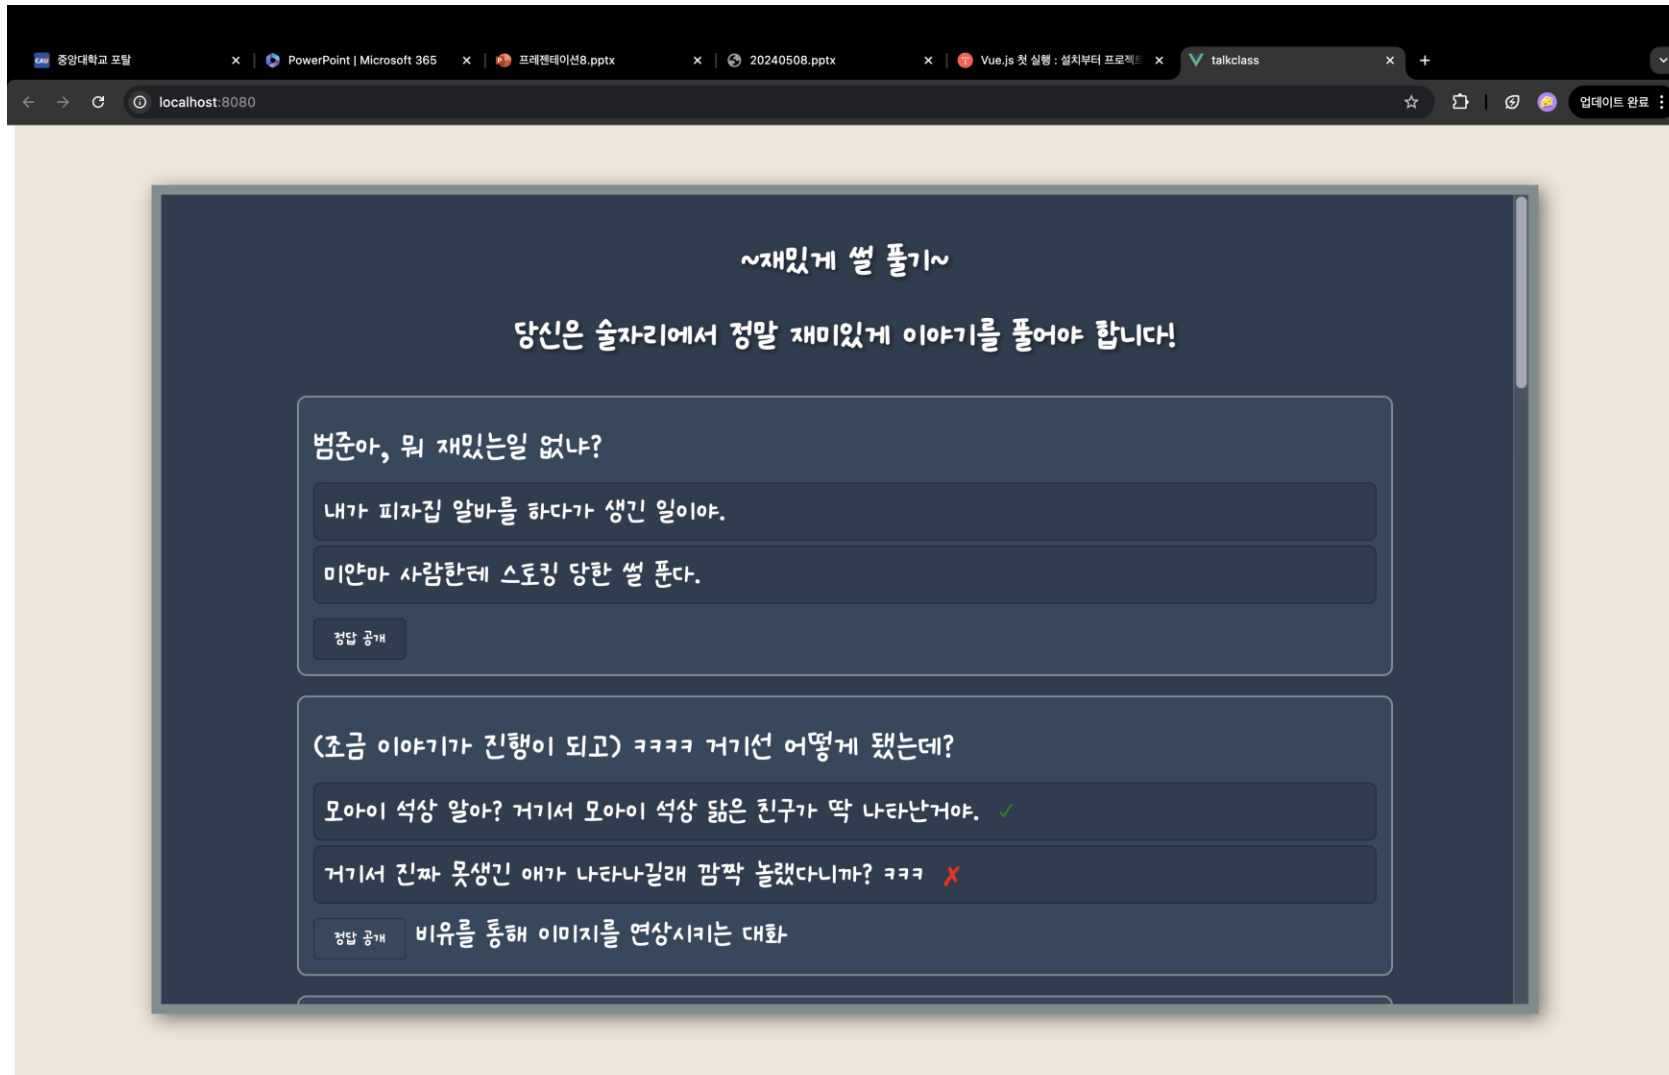 CAU 중앙대학교 포탈
PowerPoint | Microsoft 365
프레젠테이션8.pptx
20240508.pptx
Vue.js 첫 실행 : 설치부터 프로젝트
talkclass
localhost:8080
업데이트 완료
~재밌게 썰 풀기~
당신은 술자리에서 정말 재미있게 이야기를 풀어야 합니다!
범준아, 뭐 재밌는일 없냐?
내가 피자집 알바를 하다가 생긴 일이야.
미얀마 사람한테 스토킹 당한 썰 푼다.
정답 공개
(조금 이야기가 진행이 되고) ㅋㅋㅋㅋ 거기선 어떻게 됐는데?
모아이 석상 알아? 거기서 모아이 석상 닮은 친구가 딱 나타난거야. ✓
거기서 진짜 못생긴 애가 나타나길래 깜짝 놀랬다니까? ㅋㅋㅋ ✗
정답 공개 비유를 통해 이미지를 연상시키는 대화